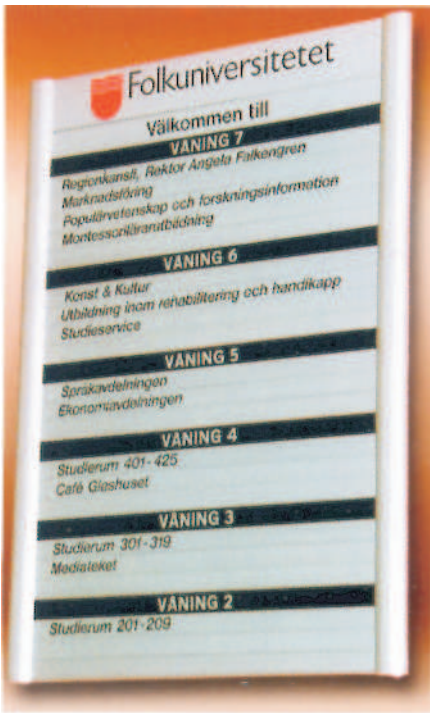 Folkuniversitetet
Välkommen till
VÅNING 7
Regionkansli, Rektor Angela Falkengren
Marknadsföring
Populärvetenskap och forskningsinformation
Montessorilärarutbildning
VÅNING 6
Konst & Kultur
Utbildning inom rehabilitering och handikapp
Studieservice
VÅNING 5
Språkavdelningen
Ekonomiavdelningen
VÅNING 4
Studierum 401-425
Café Glashuset
VÅNING 3
Studierum 301-319
Mediateket
VÅNING 2
Studierum 201-209